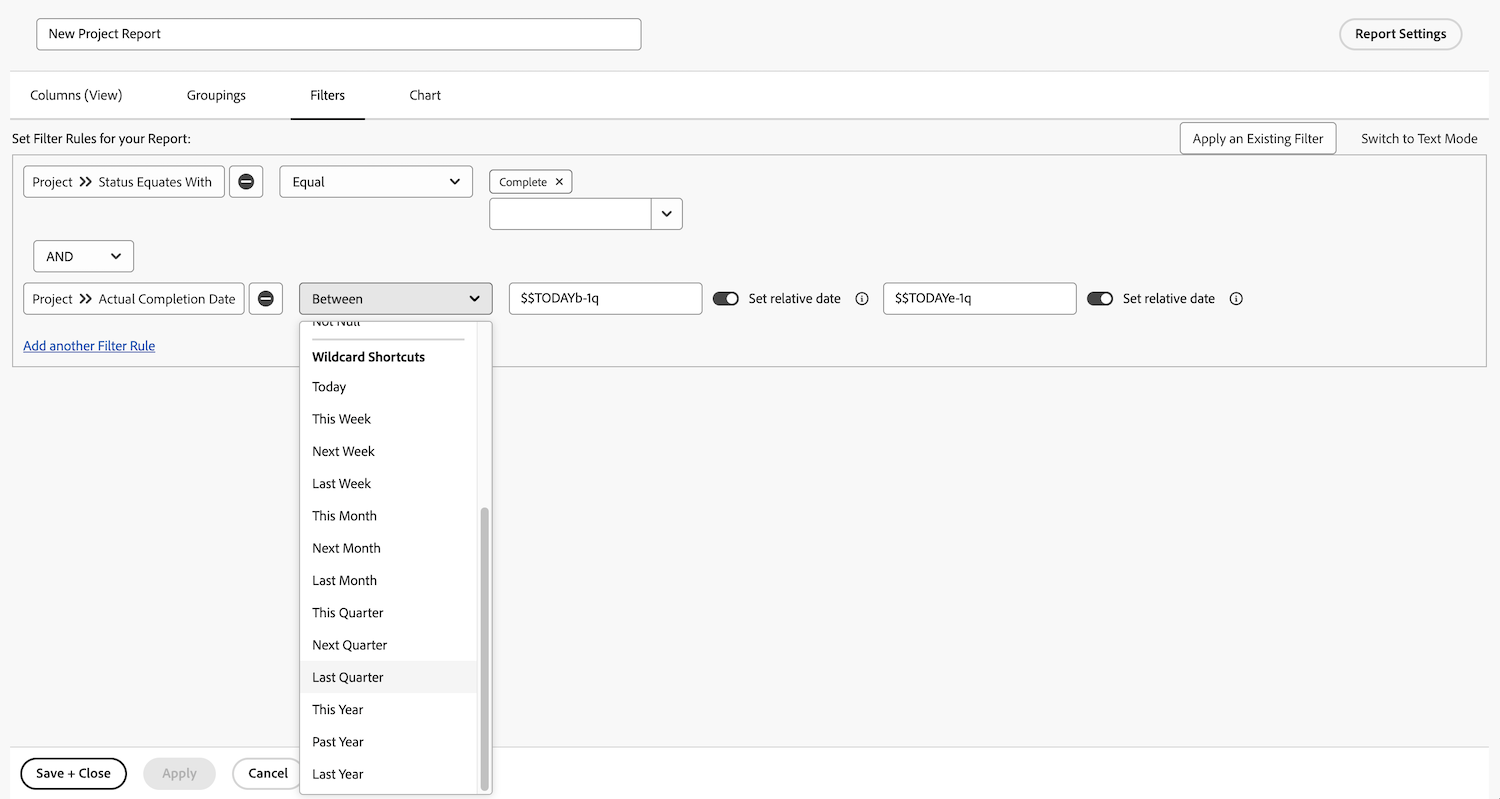 New Project Report
Report Settings
Columns (View) Groupings Filters Chart
Set Filter Rules for your Report:
Apply an Existing Filter Switch to Text Mode
Project Status Equates With Equal Complete
AND
Project Actual Completion Date Between $$TODAYb-1q Set relative date $$TODAYe-1q Set relative date
Not Null
Add another Filter Rule
Wildcard Shortcuts
Today
This Week
Next Week
Last Week
This Month
Next Month
Last Month
This Quarter
Next Quarter
Last Quarter
This Year
Past Year
Last Year
Save + Close Apply Cancel